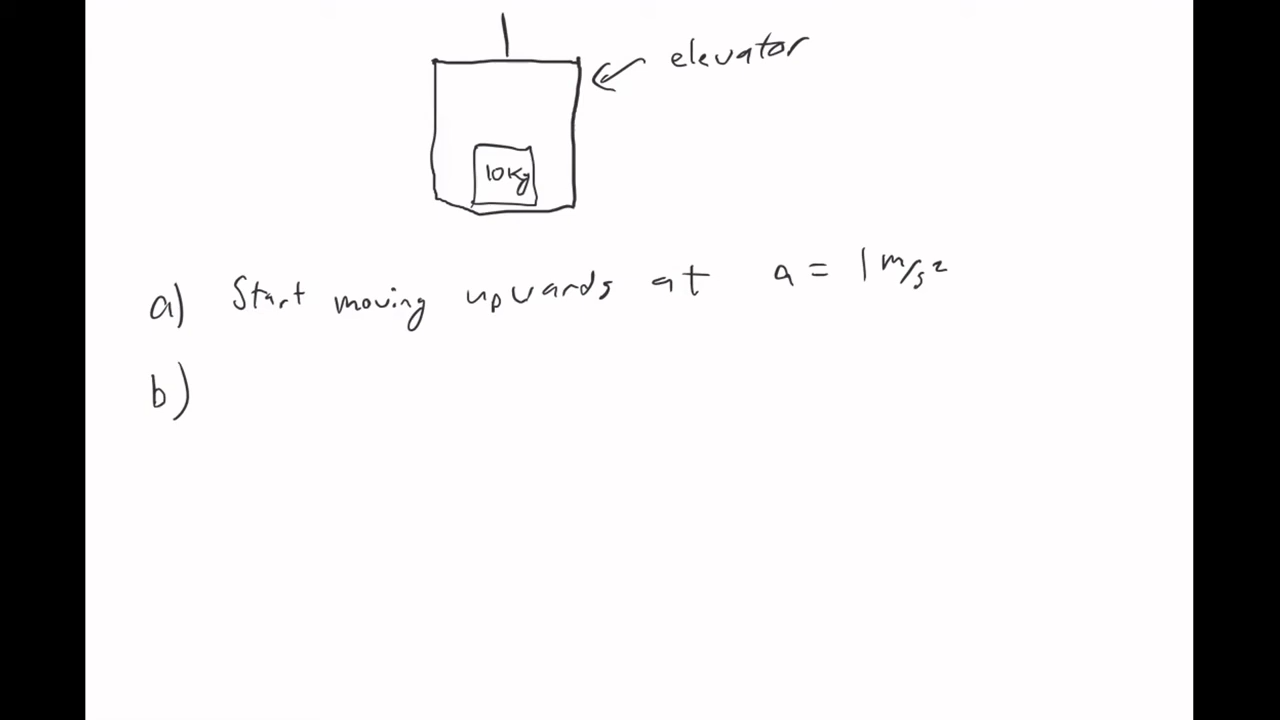 elevator
10Kg
a) Start moving upwards at a = 1 m/s²
b)